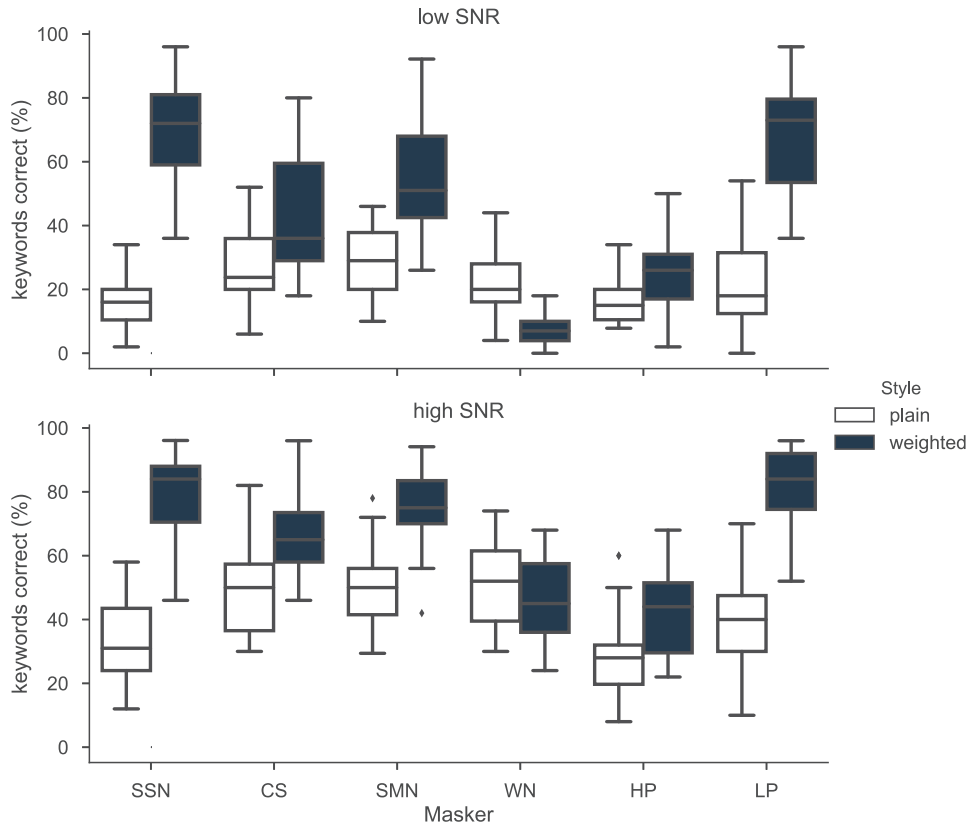 low SNR
100
80
60
40
20
0
keywords correct (%)
high SNR
100
80
60
40
20
0
keywords correct (%)
SSN CS SMN WN HP LP
Masker
Style
plain
weighted